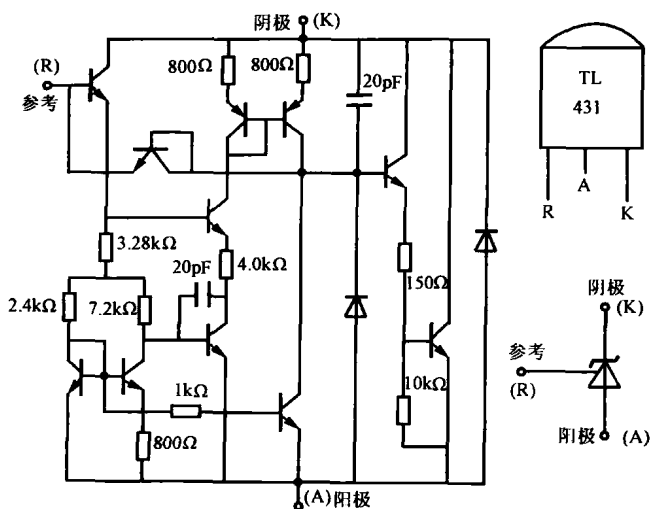 阴极
(K)
(R)
参考
800Ω
800Ω
20pF
TL
431
R
A
K
3.28kΩ
20pF
4.0kΩ
2.4kΩ
7.2kΩ
150Ω
1kΩ
10kΩ
800Ω
(A)阳极
阴极
(K)
参考
(R)
阳极
(A)